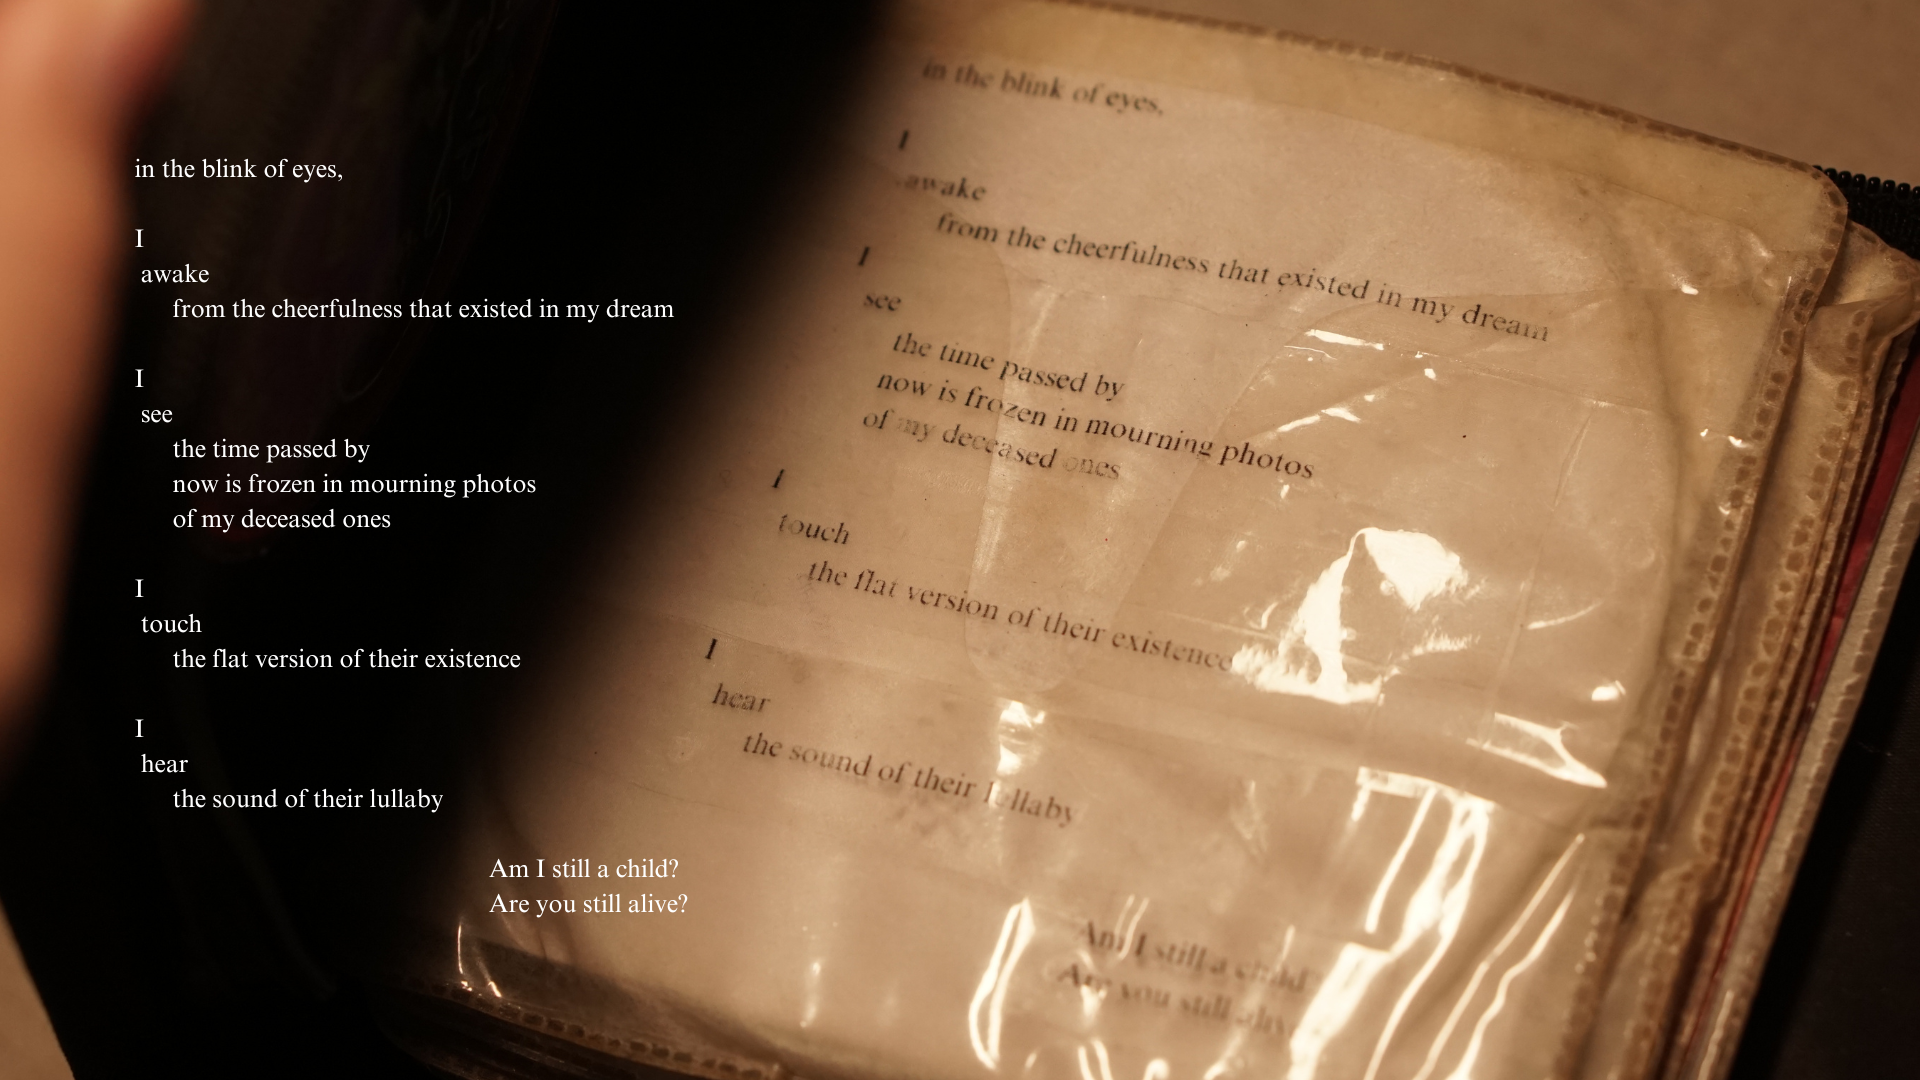 in the blink of eyes,
I
awake
from the cheerfulness that existed in my dream
I
see
the time passed by
now is frozen in mourning photos
of my deceased ones
I
touch
the flat version of their existence
I
hear
the sound of their lullaby
Am I still a child?
Are you still alive?
in the blink of eyes,
I
awake
from the cheerfulness that existed in my dream
I
see
the time passed by
now is frozen in mourning photos
of my deceased ones
I
touch
the flat version of their existence
I
hear
the sound of their lullaby
Am I still a child
Are you still